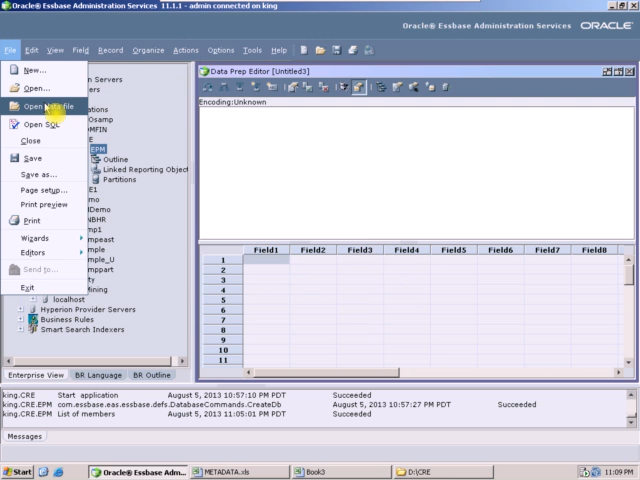 Oracle® Essbase Administration Services 11.1.1 - admin connected on king
Oracle® Essbase Administration Services ORACLE
File Edit View Field Record Organize Actions Options Tools Help
New...
Open...
Open data file
Open SQL
Close
Save
Save as...
Page setup...
Print preview
Print
Wizards
Editors
Send to...
Exit
n Servers
ers
ations
Osamp
OMFIN
E
EPM
Outline
Linked Reporting Object
Partitions
E1
mo
Demo
NBHR
mp1
mpeast
mple
mple_U
mppart
ty
Mining
localhost
Hyperion Provider Servers
Business Rules
Smart Search Indexers
Enterprise View BR Language BR Outline
Data Prep Editor [Untitled3]
Encoding:Unknown
Field1 Field2 Field3 Field4 Field5 Field6 Field7 Field8
1
2
3
4
5
6
7
8
9
10
11
king.CRE Start application August 5, 2013 10:57:10 PM PDT Succeeded
king.CRE.EPM com.essbase.eas.essbase.defs.DatabaseCommands.CreateDb August 5, 2013 10:57:27 PM PDT Succeeded
king.CRE.EPM List of members August 5, 2013 11:05:01 PM PDT Succeeded
Messages
Start Oracle® Essbase Adm... METADATA.xls Book3 D:\CRE 11:09 PM